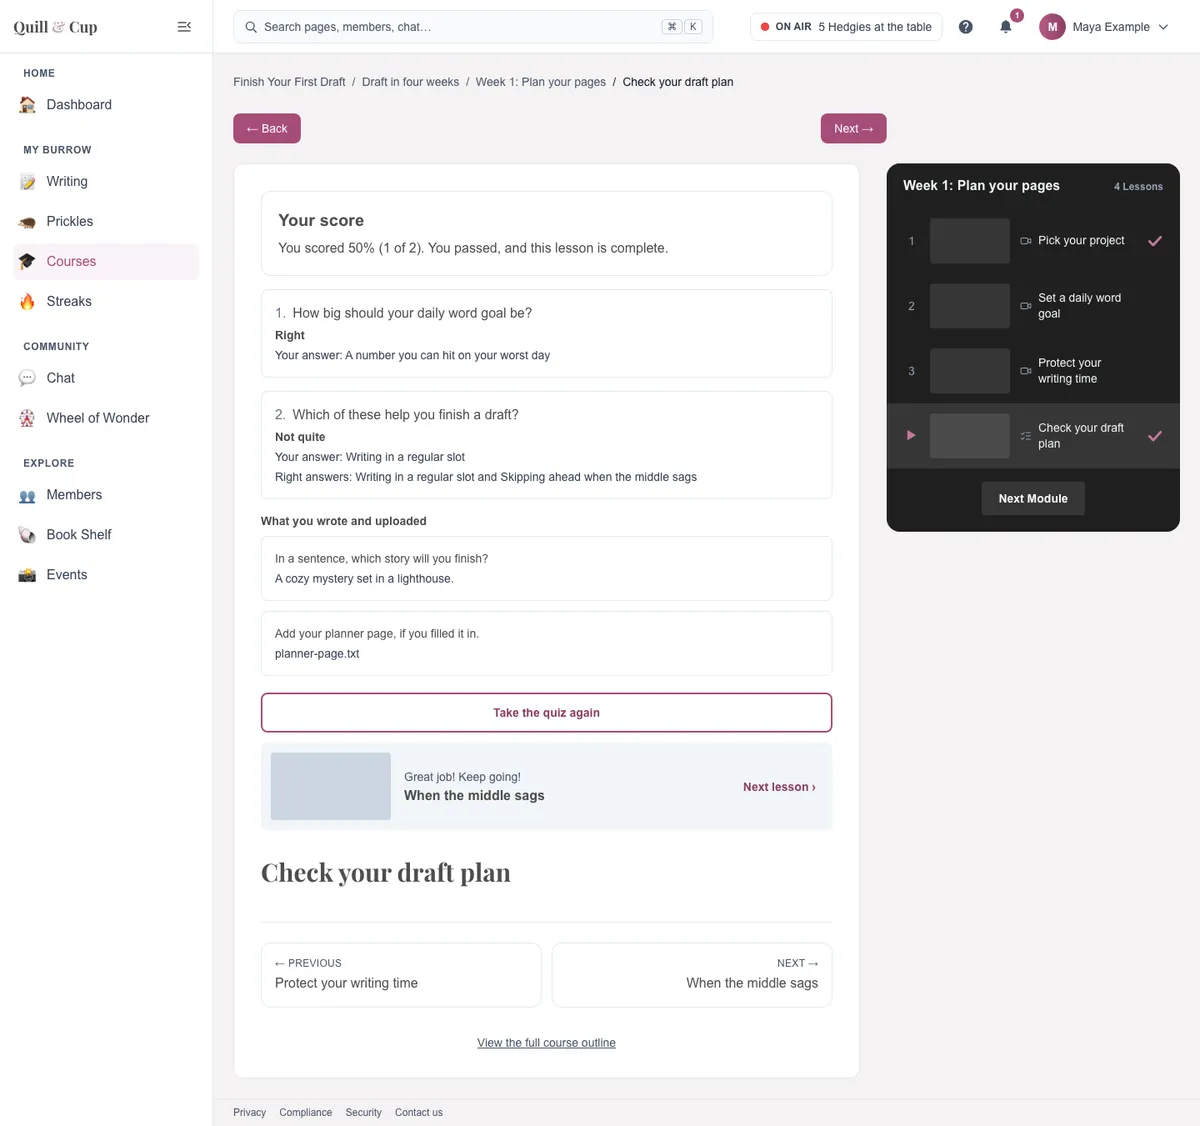 Quill & Cup
Search pages, members, chat…
⌘ K
ON AIR 5 Hedgies at the table
?
1
M
Maya Example
HOME
Dashboard
MY BURROW
Writing
Prickles
Courses
Streaks
COMMUNITY
Chat
Wheel of Wonder
EXPLORE
Members
Book Shelf
Events
Finish Your First Draft / Draft in four weeks / Week 1: Plan your pages / Check your draft plan
← Back
Next →
Your score
You scored 50% (1 of 2). You passed, and this lesson is complete.
1. How big should your daily word goal be?
Right
Your answer: A number you can hit on your worst day
2. Which of these help you finish a draft?
Not quite
Your answer: Writing in a regular slot
Right answers: Writing in a regular slot and Skipping ahead when the middle sags
What you wrote and uploaded
In a sentence, which story will you finish?
A cozy mystery set in a lighthouse.
Add your planner page, if you filled it in.
planner-page.txt
Take the quiz again
Great job! Keep going!
When the middle sags
Next lesson ›
Check your draft plan
← PREVIOUS
Protect your writing time
NEXT →
When the middle sags
View the full course outline
Week 1: Plan your pages
4 Lessons
1
Pick your project
2
Set a daily word
goal
3
Protect your
writing time
Check your draft
plan
Next Module
Privacy Compliance Security Contact us